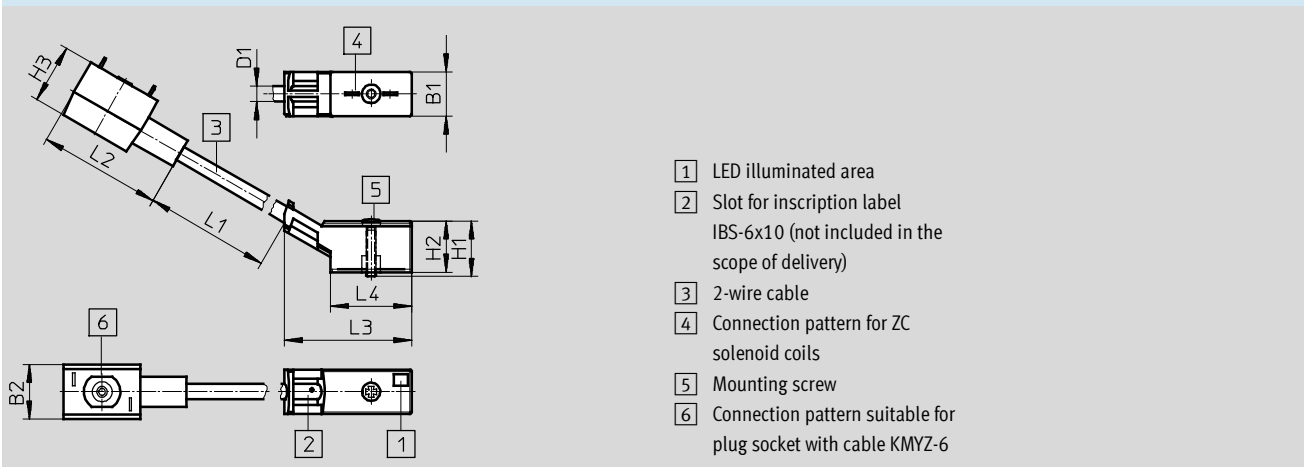 H3
L2
3
L1
D1
4
B1
5
H2
H1
L4
L3
6
B2
2
1
1 LED illuminated area
2 Slot for inscription label
IBS-6x10 (not included in the
scope of delivery)
3 2-wire cable
4 Connection pattern for ZC
solenoid coils
5 Mounting screw
6 Connection pattern suitable for
plug socket with cable KMYZ-6